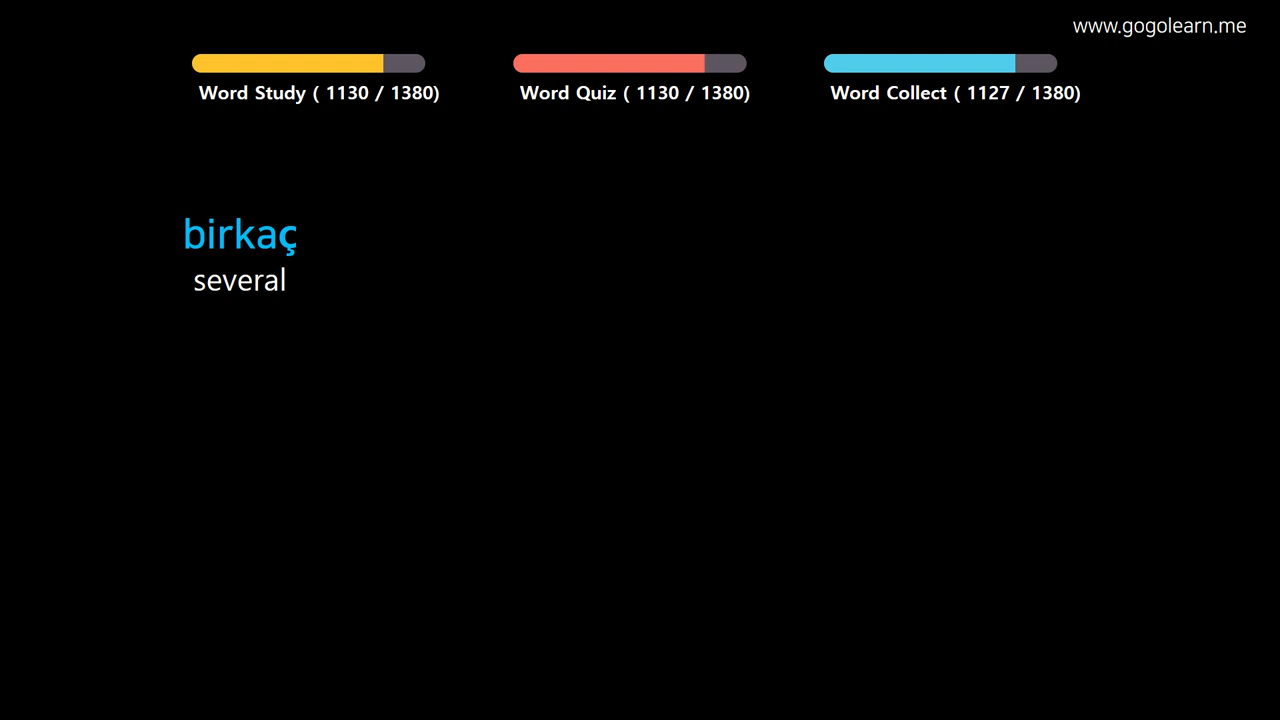 www.gogolearn.me
Word Study ( 1130 / 1380)
Word Quiz ( 1130 / 1380)
Word Collect ( 1127 / 1380)
birkaç
several